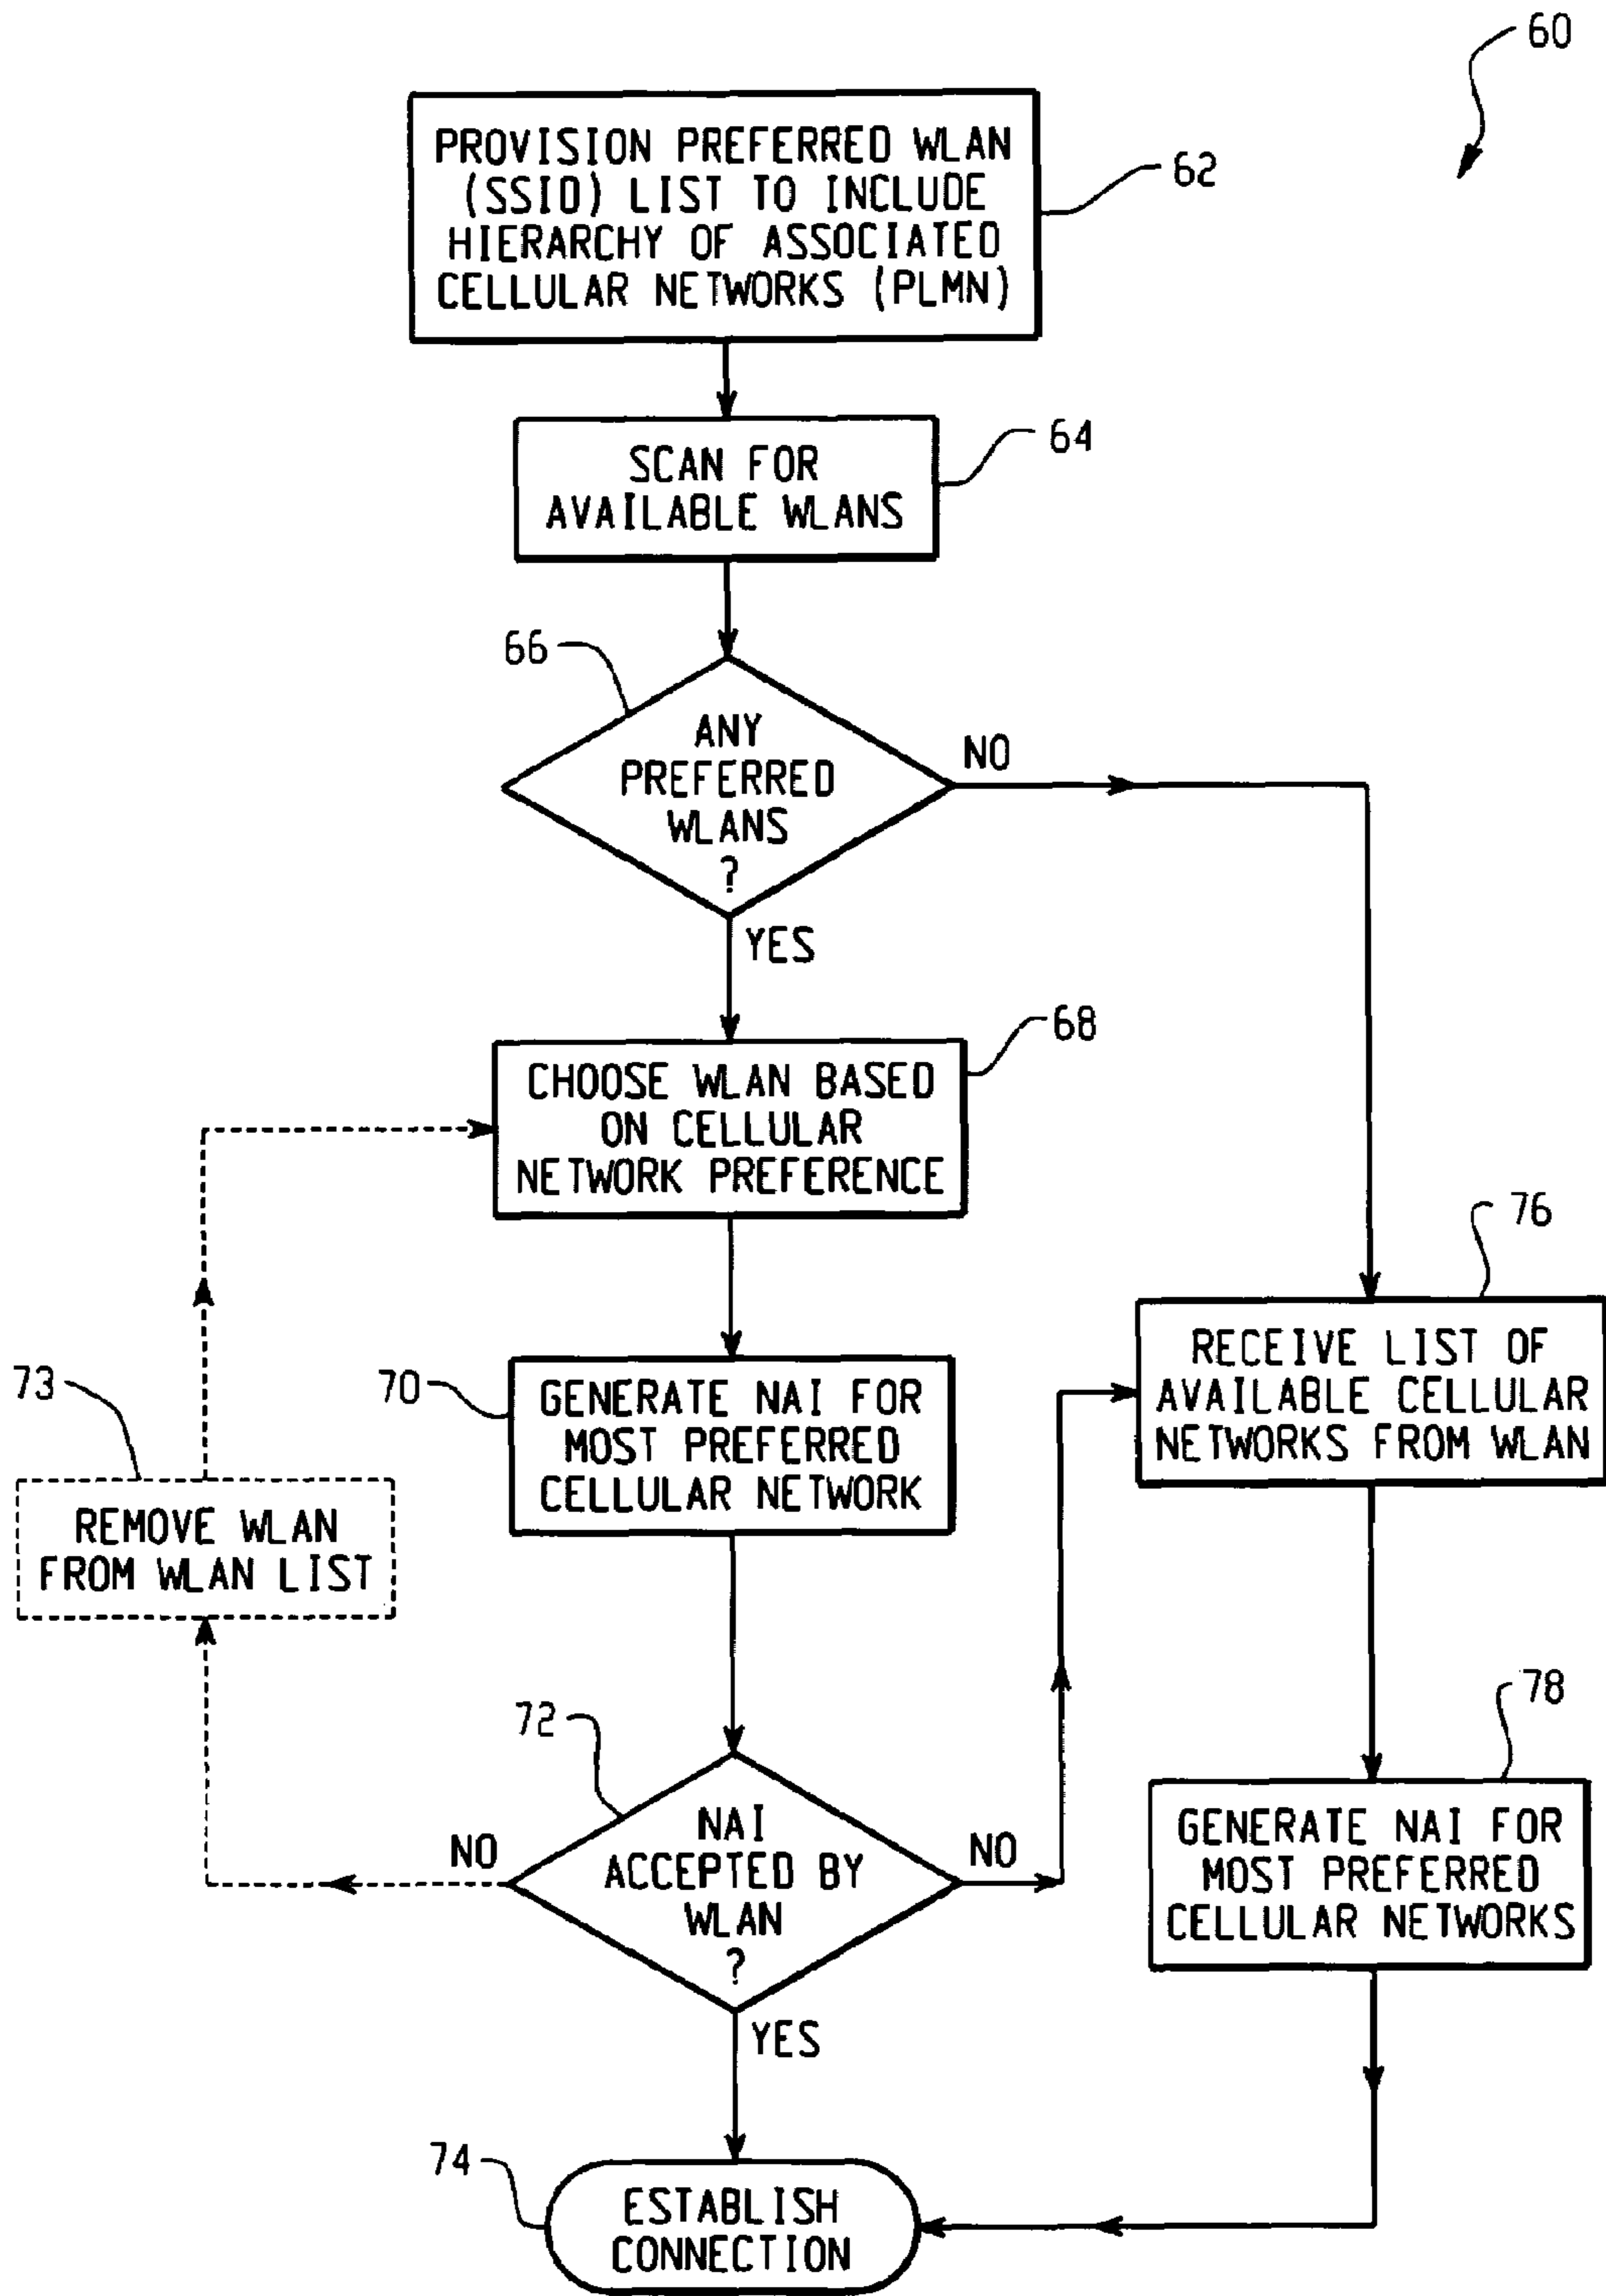 60
PROVISION PREFERRED WLAN
(SSID) LIST TO INCLUDE
HIERARCHY OF ASSOCIATED
CELLULAR NETWORKS (PLMN)
62
SCAN FOR
AVAILABLE WLANS
64
66
ANY
PREFERRED
WLANS
?
NO
YES
68
CHOOSE WLAN BASED
ON CELLULAR
NETWORK PREFERENCE
76
RECEIVE LIST OF
AVAILABLE CELLULAR
NETWORKS FROM WLAN
73
REMOVE WLAN
FROM WLAN LIST
70
GENERATE NAI FOR
MOST PREFERRED
CELLULAR NETWORK
78
GENERATE NAI FOR
MOST PREFERRED
CELLULAR NETWORKS
72
NO
NAI
ACCEPTED BY
WLAN
?
NO
YES
74
ESTABLISH
CONNECTION